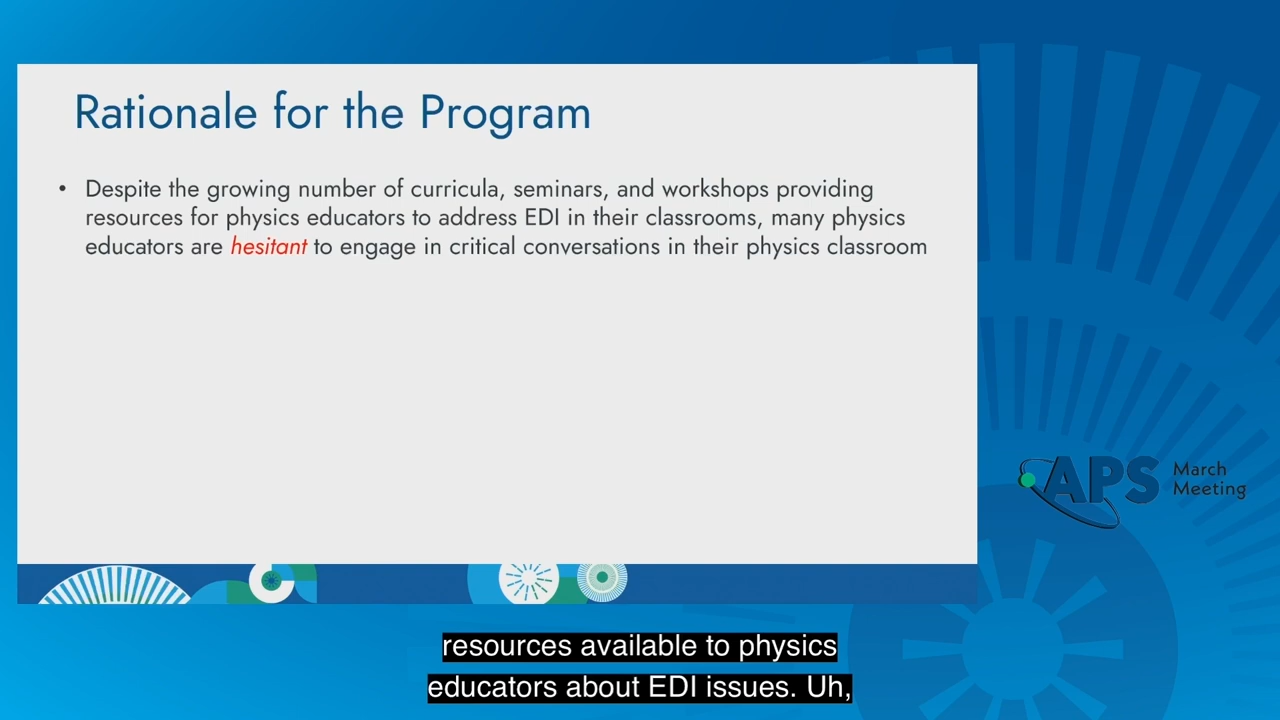 Rationale for the Program
• Despite the growing number of curricula, seminars, and workshops providing
resources for physics educators to address EDI in their classrooms, many physics
educators are hesitant to engage in critical conversations in their physics classroom
APS March
Meeting
resources available to physics
educators about EDI issues. Uh,